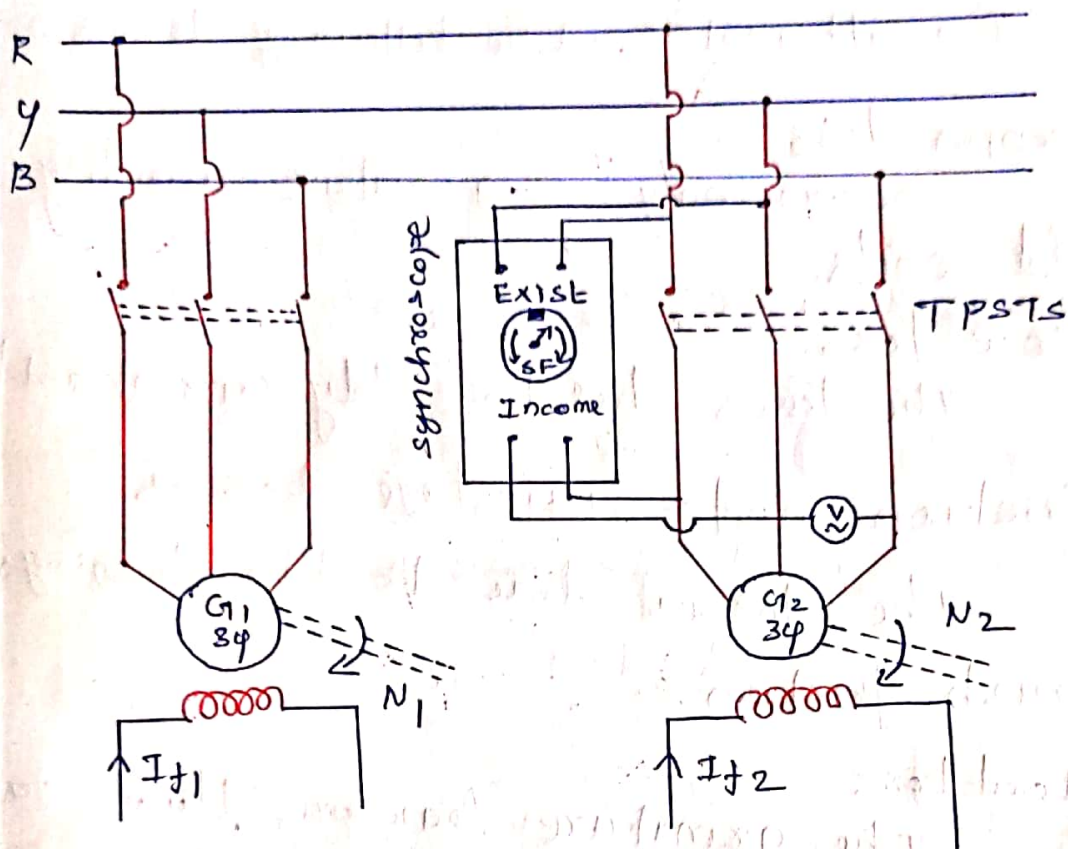 R
Y
B
synchroscope
EXISt
SF
Income
TPSTS
V
G1
3φ
N1
G2
3φ
N2
If1
If2